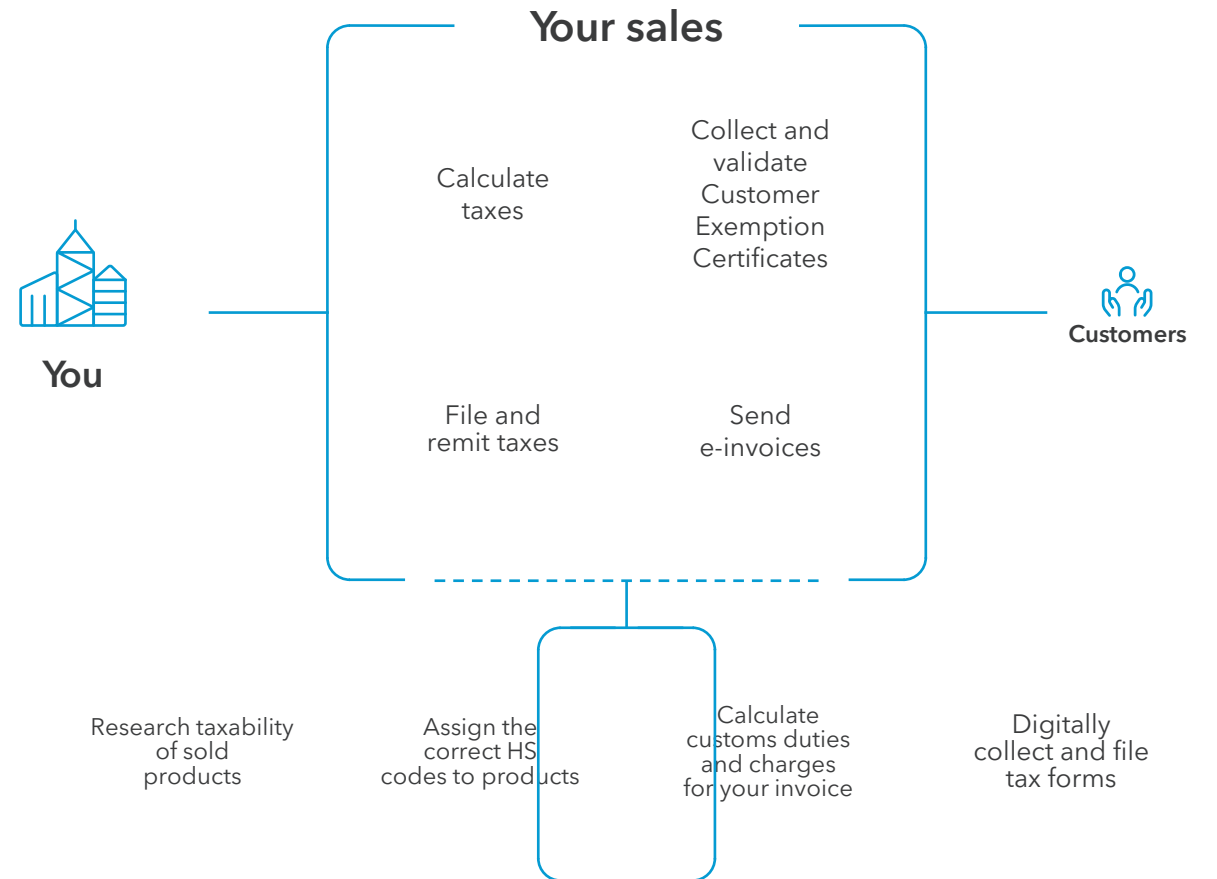 Your sales
Calculate
taxes
Collect and
validate
Customer
Exemption
Certificates
You
Customers
File and
remit taxes
Send
e-invoices
Research taxability
of sold
products
Assign the
correct HS
codes to products
Calculate
customs duties
and charges
for your invoice
Digitally
collect and file
tax forms